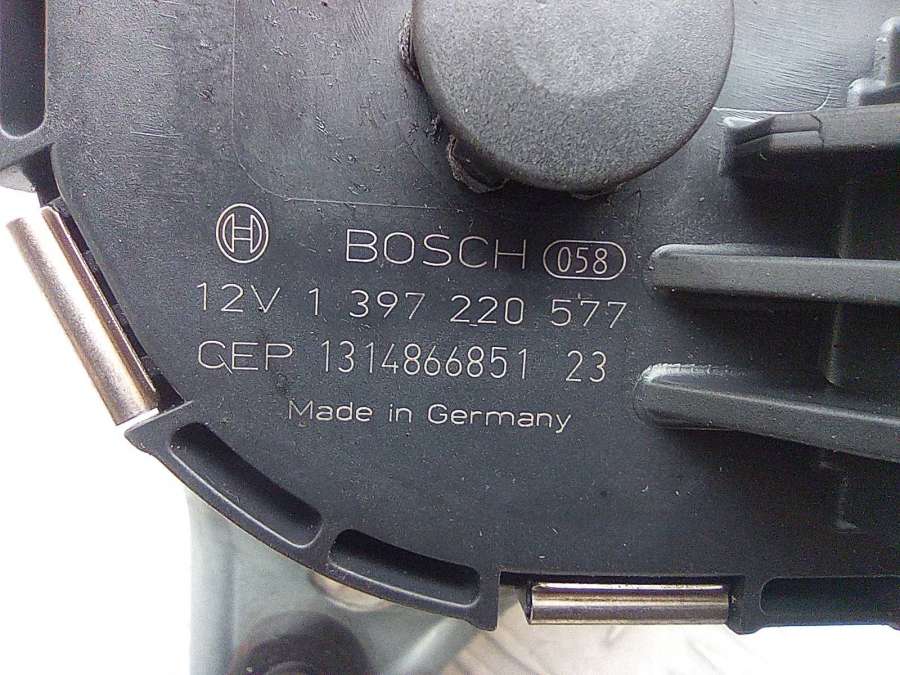 BOSCH 058
12V 1 397 220 577
CEP 1314866851 23
Made in Germany